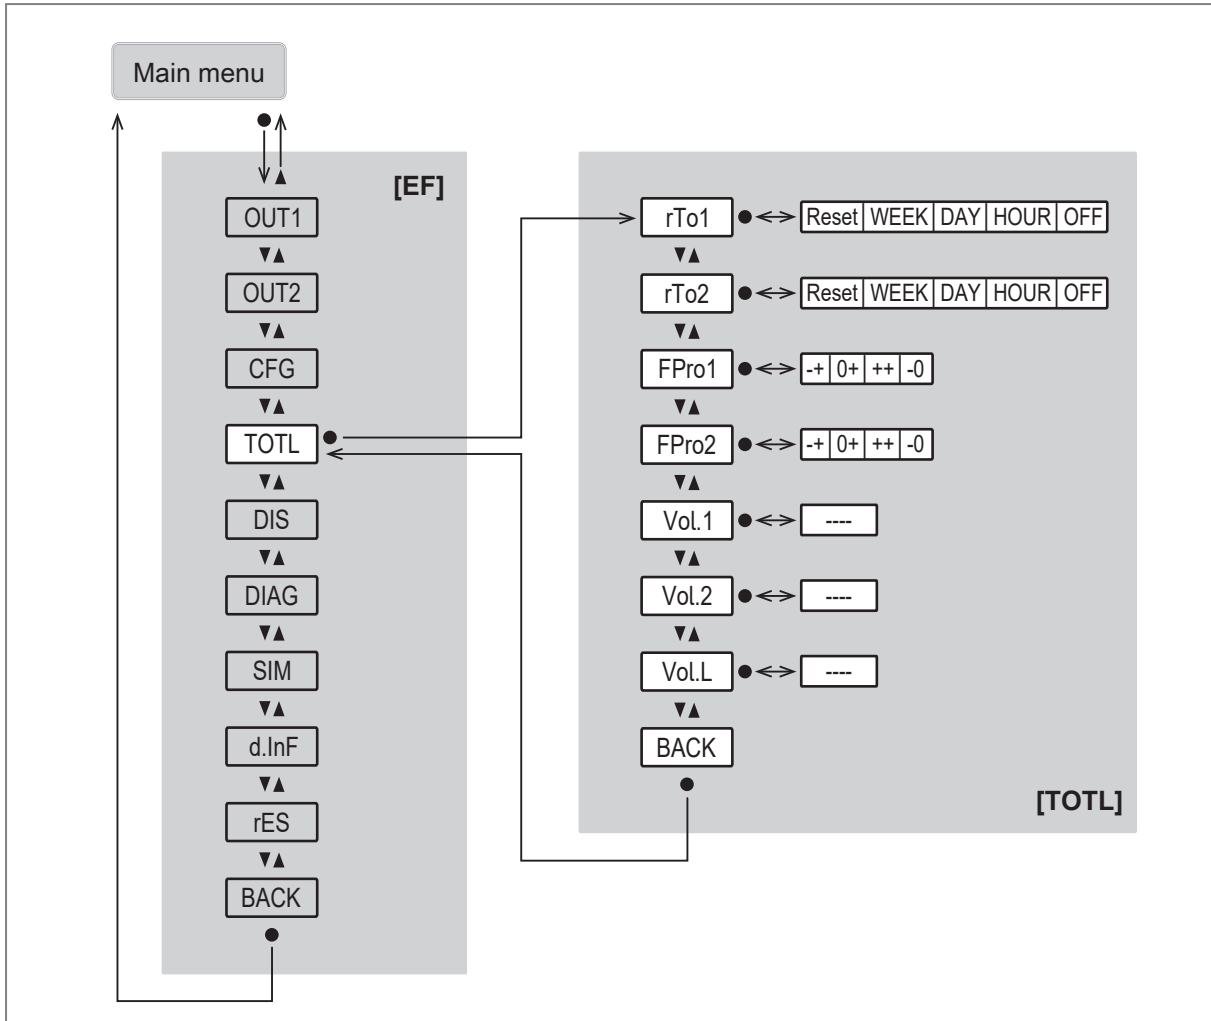 Main menu
[EF]
OUT1
OUT2
CFG
TOTL
DIS
DIAG
SIM
d.InF
rES
BACK
rTo1 Reset WEEK DAY HOUR OFF
rTo2 Reset WEEK DAY HOUR OFF
FPro1 -+ 0+ ++ -0
FPro2 -+ 0+ ++ -0
Vol.1 ----
Vol.2 ----
Vol.L ----
BACK
[TOTL]